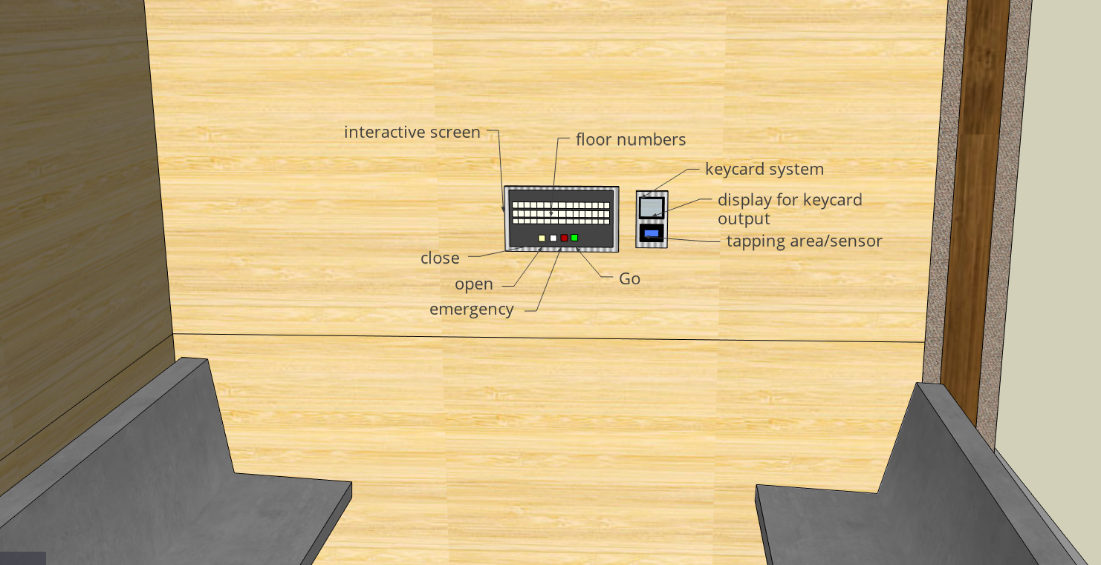 interactive screen
floor numbers
keycard system
display for keycard
output
tapping area/sensor
close
open
Go
emergency